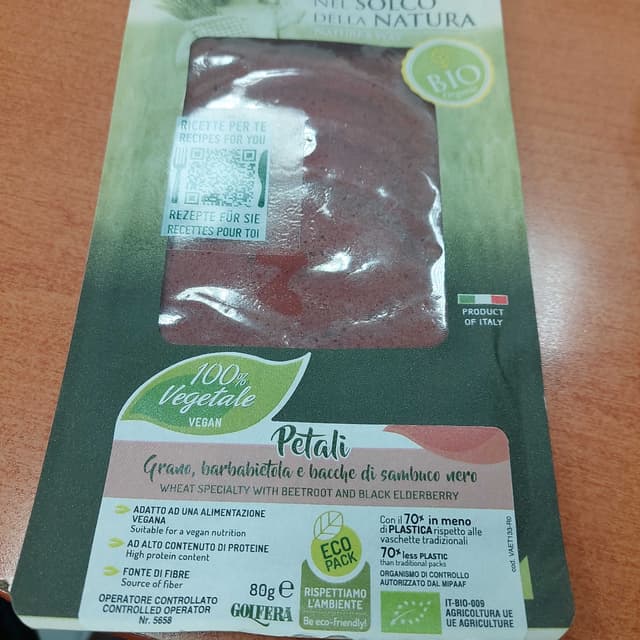 NEL SOLCO
DELLA NATURA
BIO
RICETTE PER TE
RECIPES FOR YOU
REZEPTE FÜR SIE
RECETTES POUR TOI
PRODUCT
OF ITALY
100%
Vegetale
VEGAN
Petali
Grano, barbabietola e bacche di sambuco nero
WHEAT SPECIALTY WITH BEETROOT AND BLACK ELDERBERRY
ADATTO AD UNA ALIMENTAZIONE
VEGANA
Suitable for a vegan nutrition
AD ALTO CONTENUTO DI PROTEINE
High protein content
FONTE DI FIBRE
Source of fiber
OPERATORE CONTROLLATO
CONTROLLED OPERATOR
Nr. 5658
80g e
GOLFERA
ECO
PACK
RISPETTIAMO
L'AMBIENTE
Be eco-friendly!
Con il 70% in meno
di PLASTICA rispetto alle
vaschette tradizionali
70% less PLASTIC
than traditional packs
ORGANISMO DI CONTROLLO
AUTORIZZATO DAL MIPAAF
IT-BIO-009
AGRICOLTURA UE
UE AGRICULTURE
cod. VAET133-R0